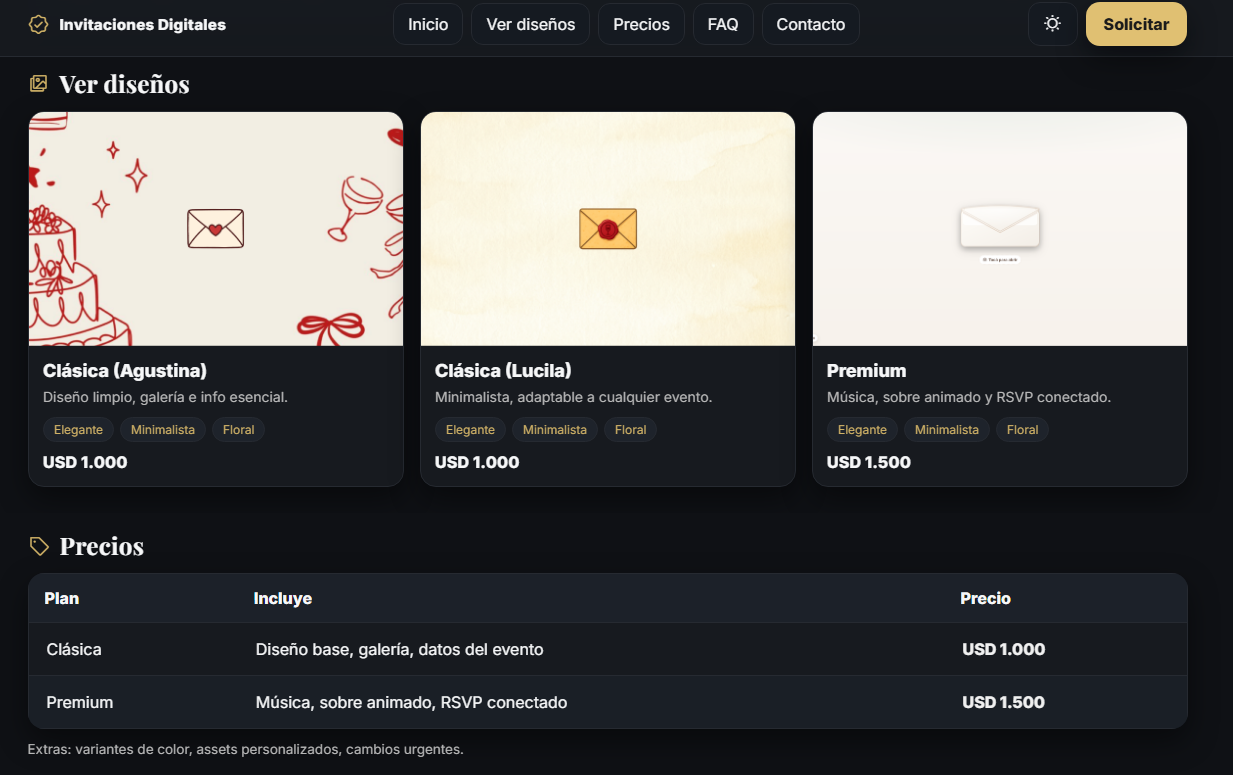 Invitaciones Digitales
Inicio
Ver diseños
Precios
FAQ
Contacto
Solicitar
Ver diseños
Clásica (Agustina)
Diseño limpio, galería e info esencial.
Elegante
Minimalista
Floral
USD 1.000
Clásica (Lucila)
Minimalista, adaptable a cualquier evento.
Elegante
Minimalista
Floral
USD 1.000
Premium
Música, sobre animado y RSVP conectado.
Elegante
Minimalista
Floral
USD 1.500
Precios
Plan Incluye Precio
Clásica Diseño base, galería, datos del evento USD 1.000
Premium Música, sobre animado, RSVP conectado USD 1.500
Extras: variantes de color, assets personalizados, cambios urgentes.